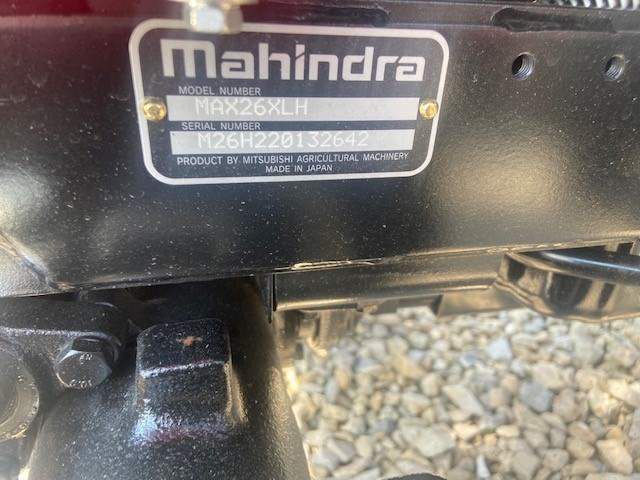 Mahindra
MODEL NUMBER
MAX26XLH
SERIAL NUMBER
M26H220132642
PRODUCT BY MITSUBISHI AGRICULTURAL MACHINERY
MADE IN JAPAN